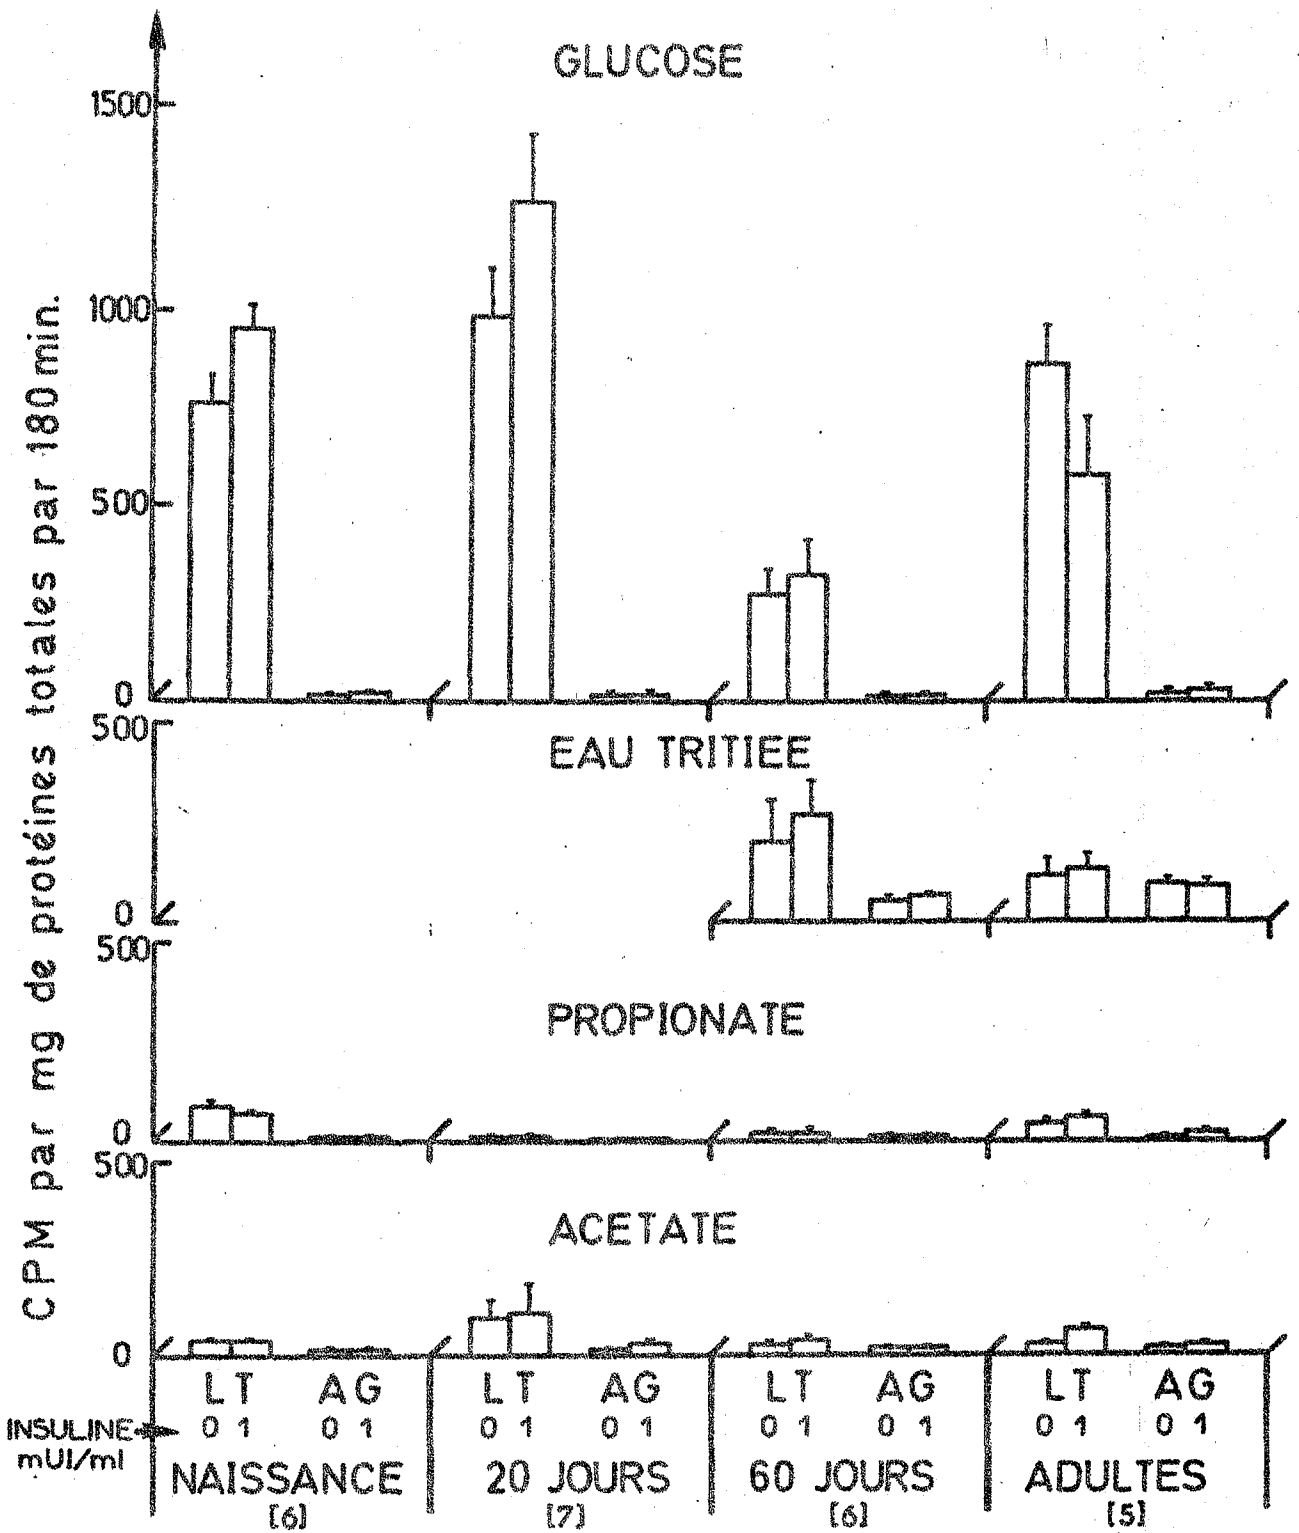 GLUCOSE
1500
1000
500
0
CPM par mg de protéines totales par 180 min.
500
EAU TRITIEE
0
500
PROPIONATE
0
500
ACETATE
0
LT AG LT AG LT AG LT AG
INSULINE 0 1 0 1 0 1 0 1 0 1 0 1 0 1 0 1
mUI/ml
NAISSANCE 20 JOURS 60 JOURS ADULTES
[6] [7] [6] [5]